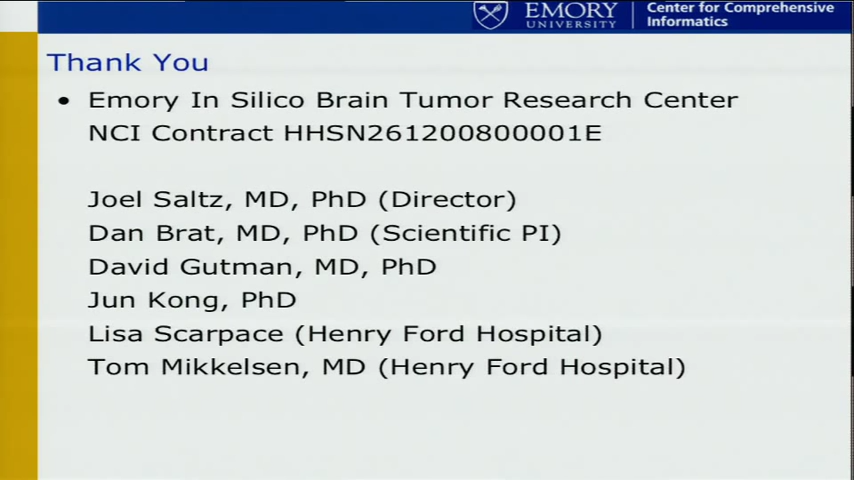 EMORY
UNIVERSITY
Center for Comprehensive
Informatics
Thank You
• Emory In Silico Brain Tumor Research Center
NCI Contract HHSN261200800001E
Joel Saltz, MD, PhD (Director)
Dan Brat, MD, PhD (Scientific PI)
David Gutman, MD, PhD
Jun Kong, PhD
Lisa Scarpace (Henry Ford Hospital)
Tom Mikkelsen, MD (Henry Ford Hospital)